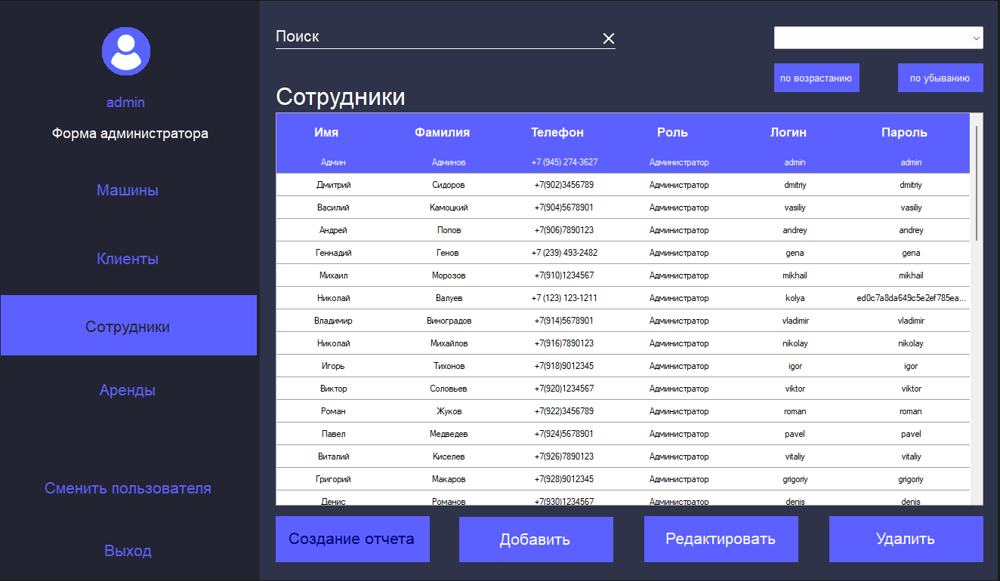 admin
Форма администратора
Машины
Клиенты
Сотрудники
Аренды
Сменить пользователя
Выход
Поиск
по возрастанию по убыванию
Сотрудники
Имя Фамилия Телефон Роль Логин Пароль
Админ Админов +7 (945) 274-3627 Администратор admin admin
Дмитрий Сидоров +7(902)3456789 Администратор dmitriy dmitriy
Василий Камоцкий +7(904)5678901 Администратор vasiliy vasiliy
Андрей Попов +7(906)7890123 Администратор andrey andrey
Геннадий Генов +7 (239) 493-2482 Администратор gena gena
Михаил Морозов +7(910)1234567 Администратор mikhail mikhail
Николай Валуев +7 (123) 123-1211 Администратор kolya ed0c7a8da649c5e2ef785ea...
Владимир Виноградов +7(914)5678901 Администратор vladimir vladimir
Николай Михайлов +7(916)7890123 Администратор nikolay nikolay
Игорь Тихонов +7(918)9012345 Администратор igor igor
Виктор Соловьев +7(920)1234567 Администратор viktor viktor
Роман Жуков +7(922)3456789 Администратор roman roman
Павел Медведев +7(924)5678901 Администратор pavel pavel
Виталий Киселев +7(926)7890123 Администратор vitaliy vitaliy
Григорий Макаров +7(928)9012345 Администратор grigoriy grigoriy
Денис Романов +7(930)1234567 Администратор denis denis
Создание отчета Добавить Редактировать Удалить